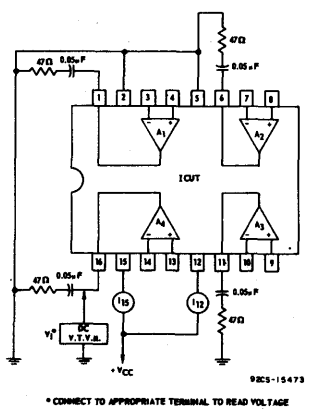 47Ω
0.05μF
47Ω
0.05μF
1 2 3 4 5 6 7 8
- + - +
A1 A2
ICUT
A4 A3
- + - +
16 15 14 13 12 11 10 9
47Ω
0.05μF
I15
I12
0.05μF
47Ω
VI*
DC
V.T.V.M.
+VCC
92CS-15473
* CONNECT TO APPROPRIATE TERMINAL TO READ VOLTAGE